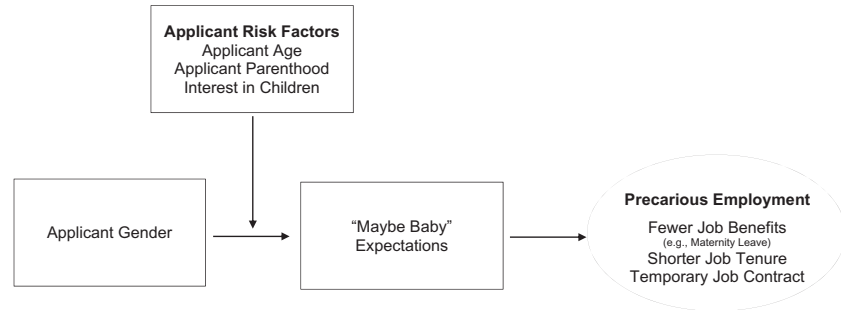 Applicant Risk Factors
Applicant Age
Applicant Parenthood
Interest in Children
Applicant Gender
“Maybe Baby”
Expectations
Precarious Employment
Fewer Job Benefits
(e.g., Maternity Leave)
Shorter Job Tenure
Temporary Job Contract